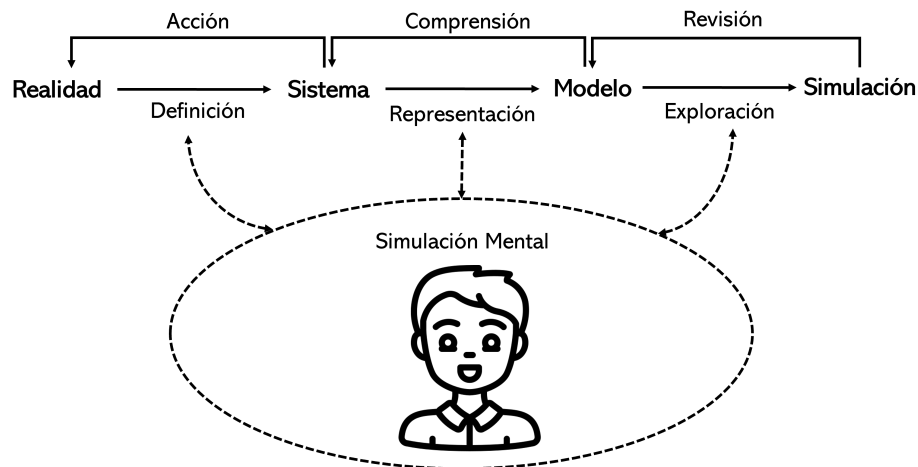 Acción Comprensión Revisión
Realidad Sistema Modelo Simulación
Definición Representación Exploración
Simulación Mental